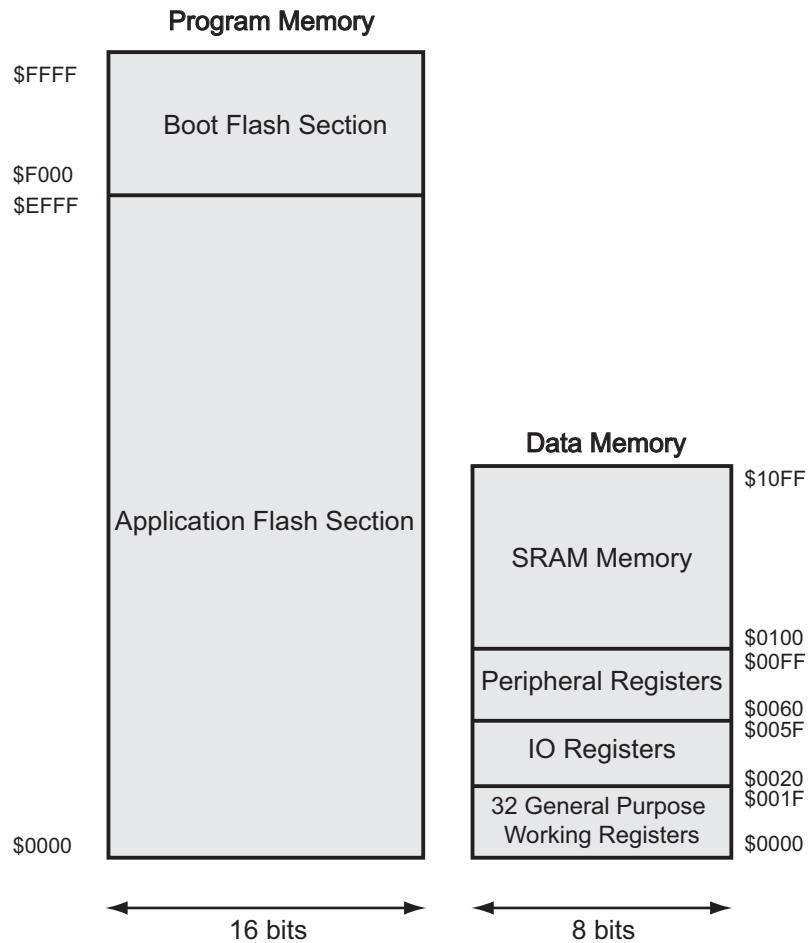 Program Memory
$FFFF
Boot Flash Section
$F000
$EFFF
Application Flash Section
$0000
16 bits
Data Memory
$10FF
SRAM Memory
$0100
$00FF
Peripheral Registers
$0060
$005F
IO Registers
$0020
$001F
32 General Purpose
Working Registers
$0000
8 bits